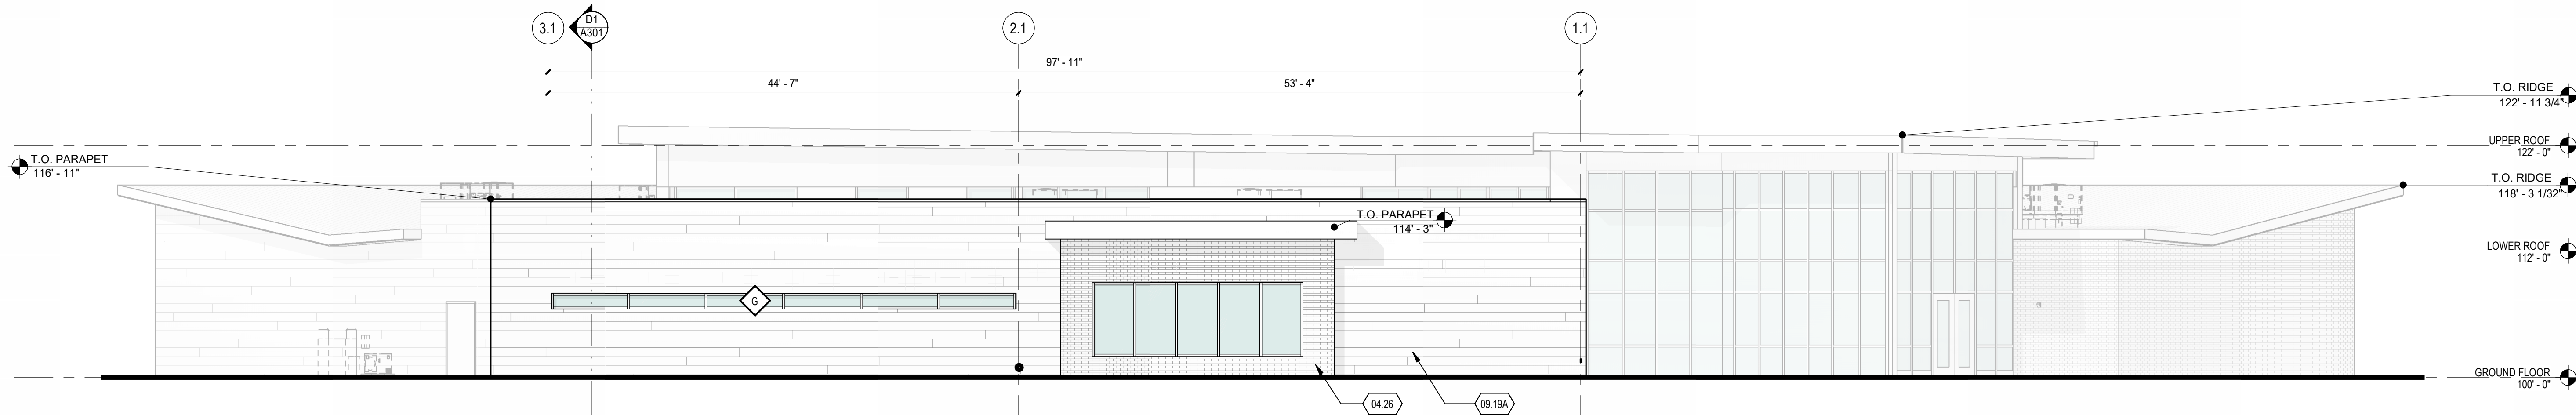 3.1
D1
A301
2.1
1.1
97' - 11"
44' - 7"
53' - 4"
T.O. RIDGE
122' - 11 3/4"
UPPER ROOF
122' - 0"
T.O. PARAPET
116' - 11"
T.O. RIDGE
118' - 3 1/32"
T.O. PARAPET
114' - 3"
LOWER ROOF
112' - 0"
G
GROUND FLOOR
100' - 0"
04.26
09.19A